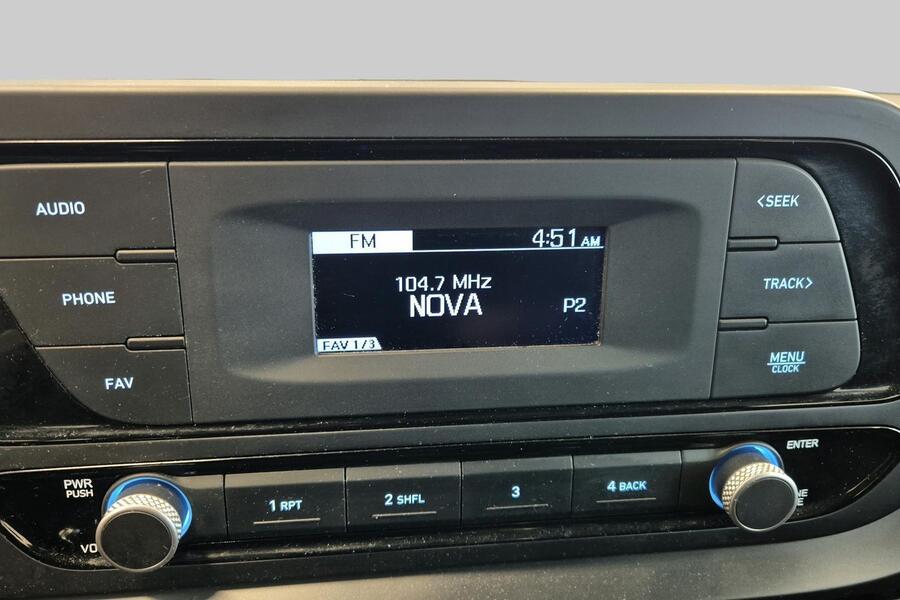 AUDIO
PHONE
FAV
FM 4:51 AM
104.7 MHz
NOVA
P2
FAV 1/3
<SEEK
TRACK>
MENU
CLOCK
PWR
PUSH
1 RPT
2 SHFL
3
4 BACK
ENTER